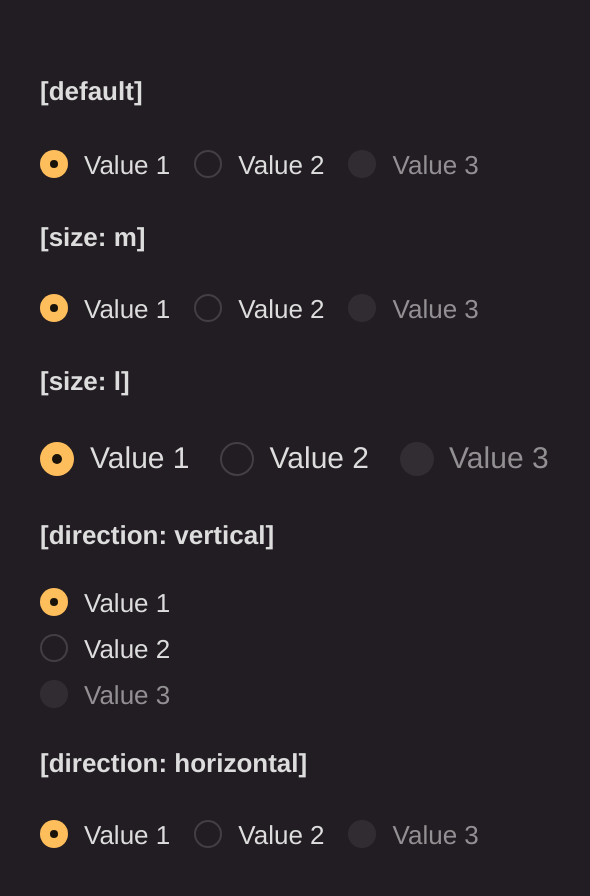 [default]
Value 1 Value 2 Value 3
[size: m]
Value 1 Value 2 Value 3
[size: l]
Value 1 Value 2 Value 3
[direction: vertical]
Value 1
Value 2
Value 3
[direction: horizontal]
Value 1 Value 2 Value 3